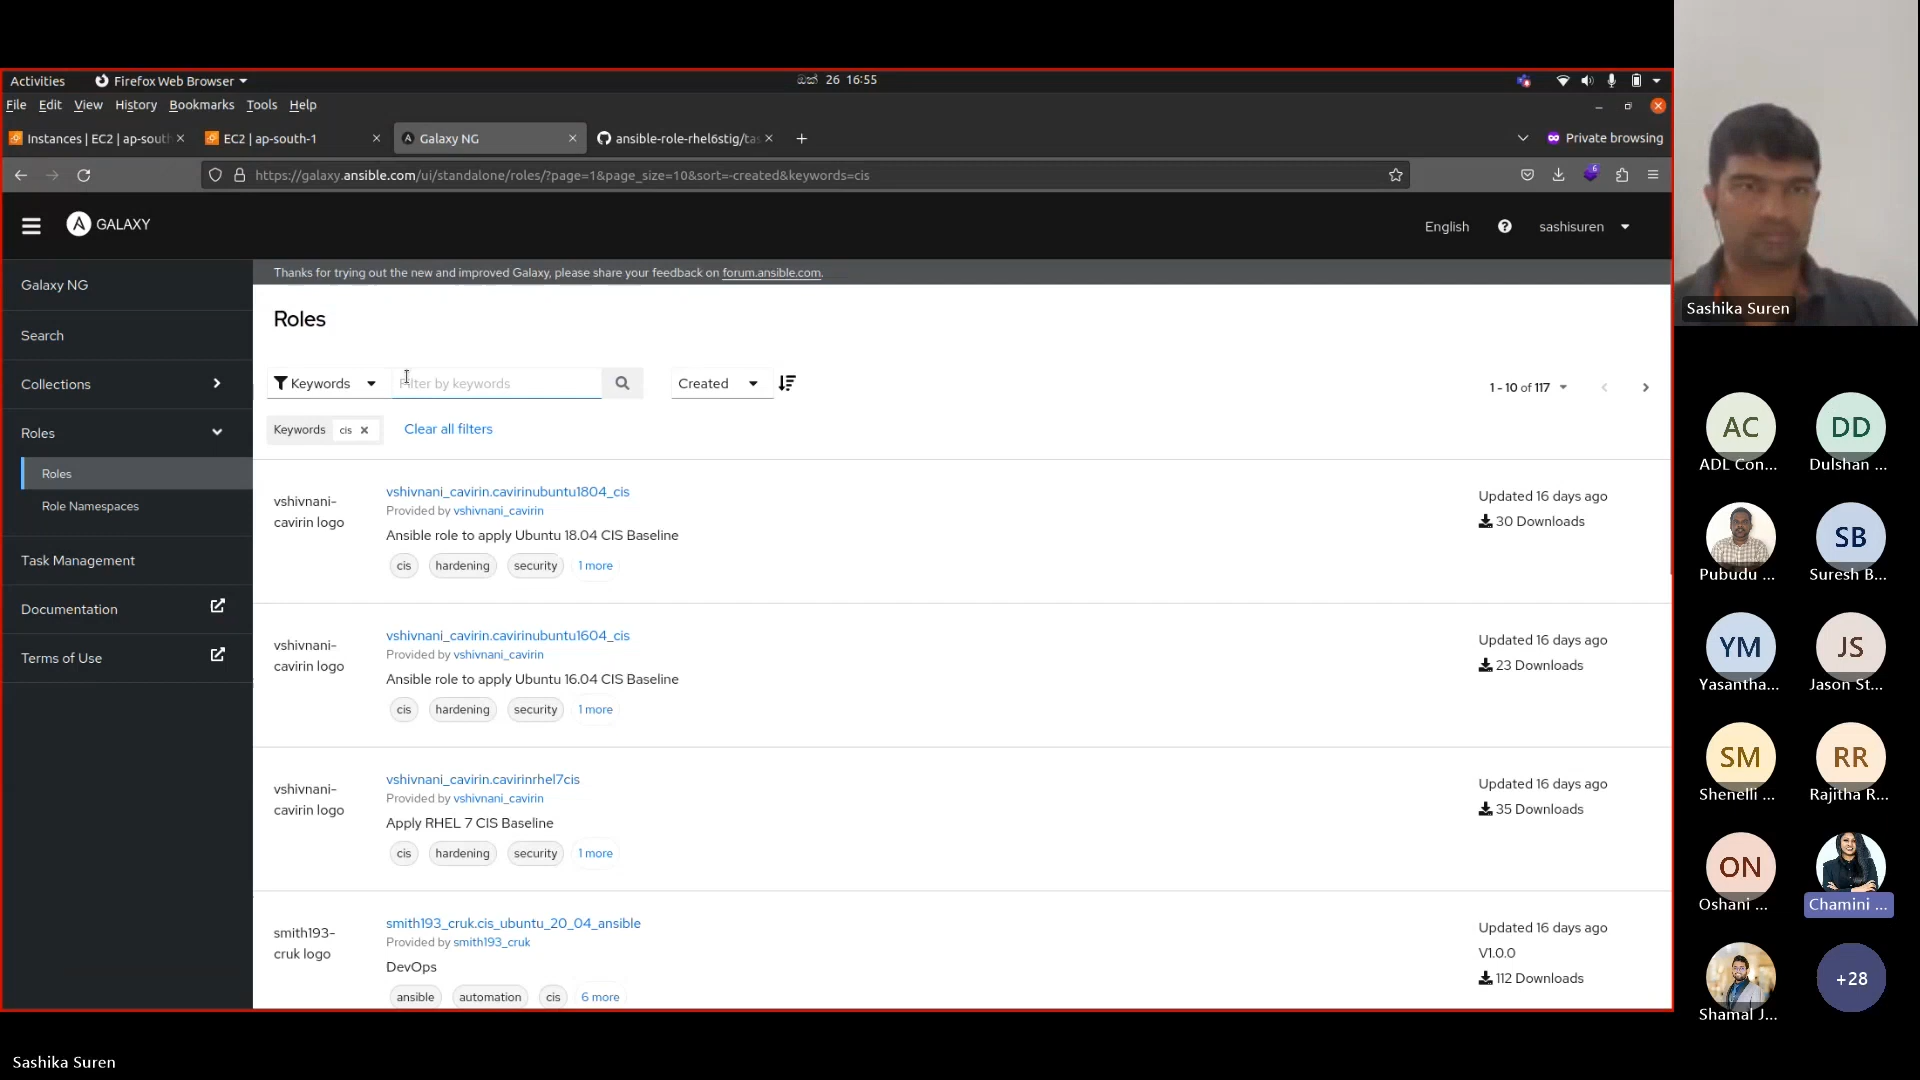 Activities
Firefox Web Browser
ඔක් 26 16:55
File Edit View History Bookmarks Tools Help
Instances | EC2 | ap-sout
EC2 | ap-south-1
Galaxy NG
ansible-role-rhel6stig/tas
Private browsing
https://galaxy.ansible.com/ui/standalone/roles/?page=1&page_size=10&sort=-created&keywords=cis
GALAXY
English
sashisuren
Thanks for trying out the new and improved Galaxy, please share your feedback on forum.ansible.com.
Galaxy NG
Search
Collections
Roles
Roles
Role Namespaces
Task Management
Documentation
Terms of Use
Roles
Keywords
Filter by keywords
Created
1 - 10 of 117
Keywords cis
Clear all filters
vshivnani-
cavirin logo
vshivnani_cavirin.cavirinubuntu1804_cis
Provided by vshivnani_cavirin
Ansible role to apply Ubuntu 18.04 CIS Baseline
cis hardening security 1 more
Updated 16 days ago
30 Downloads
vshivnani-
cavirin logo
vshivnani_cavirin.cavirinubuntu1604_cis
Provided by vshivnani_cavirin
Ansible role to apply Ubuntu 16.04 CIS Baseline
cis hardening security 1 more
Updated 16 days ago
23 Downloads
vshivnani-
cavirin logo
vshivnani_cavirin.cavirinrhel7cis
Provided by vshivnani_cavirin
Apply RHEL 7 CIS Baseline
cis hardening security 1 more
Updated 16 days ago
35 Downloads
smith193-
cruk logo
smith193_cruk.cis_ubuntu_20_04_ansible
Provided by smith193_cruk
DevOps
ansible automation cis 6 more
Updated 16 days ago
V1.0.0
112 Downloads
Sashika Suren
AC
ADL Con...
DD
Dulshan ...
Pubudu ...
SB
Suresh B...
YM
Yasantha...
JS
Jason St...
SM
Shenelli ...
RR
Rajitha R...
ON
Oshani ...
Chamini ...
Shamal J...
+28
Sashika Suren